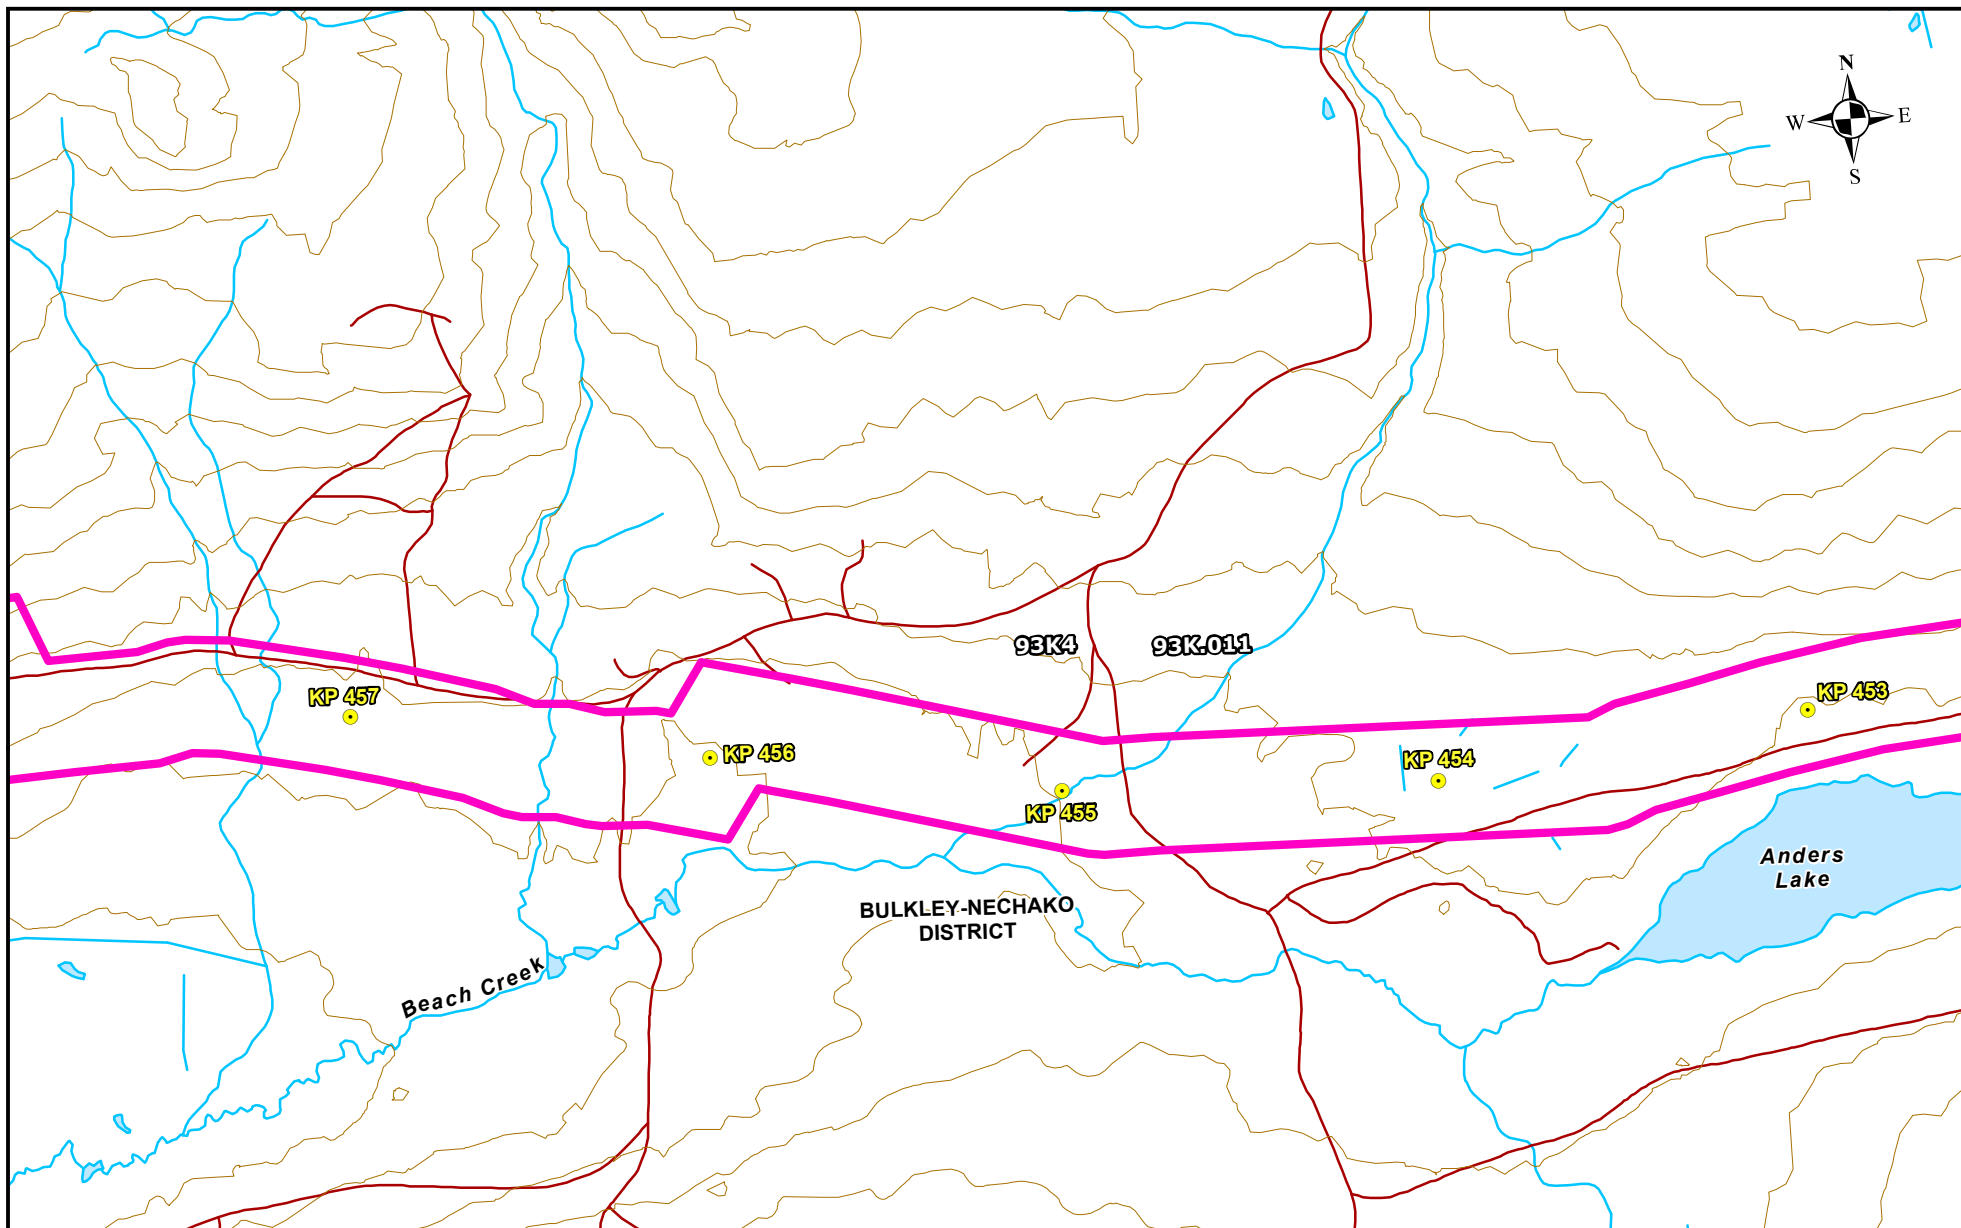 N
W E
S
93K4
93K.011
KP 457
KP 453
KP 456
KP 454
KP 455
Anders
Lake
BULKLEY-NECHAKO
DISTRICT
Beach Creek